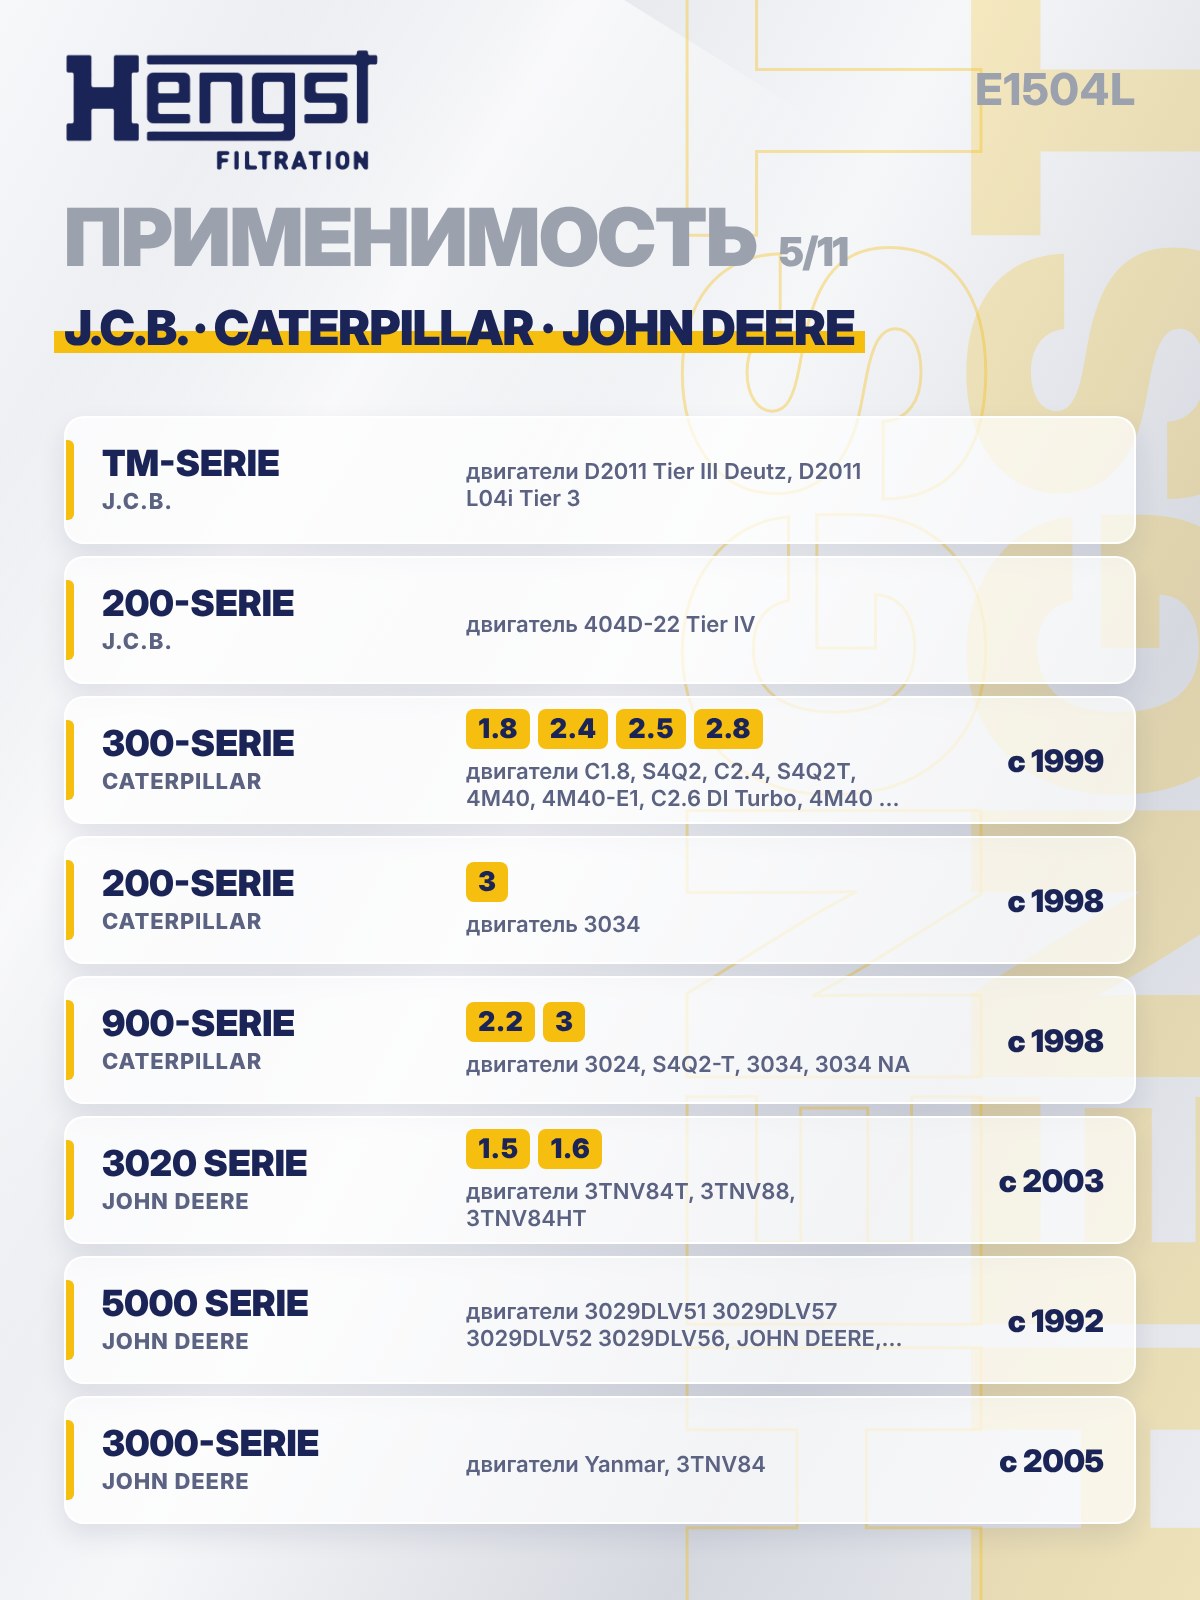 Hengst
FILTRATION
E1504L
ПРИМЕНИМОСТЬ 5/11
J.C.B. · CATERPILLAR · JOHN DEERE
TM-SERIE
J.C.B.
двигатели D2011 Tier III Deutz, D2011
L04i Tier 3
200-SERIE
J.C.B.
двигатель 404D-22 Tier IV
300-SERIE
CATERPILLAR
1.8 2.4 2.5 2.8
двигатели C1.8, S4Q2, C2.4, S4Q2T,
4M40, 4M40-E1, C2.6 DI Turbo, 4M40 ...
с 1999
200-SERIE
CATERPILLAR
3
двигатель 3034
с 1998
900-SERIE
CATERPILLAR
2.2 3
двигатели 3024, S4Q2-T, 3034, 3034 NA
с 1998
3020 SERIE
JOHN DEERE
1.5 1.6
двигатели 3TNV84T, 3TNV88,
3TNV84HT
с 2003
5000 SERIE
JOHN DEERE
двигатели 3029DLV51 3029DLV57
3029DLV52 3029DLV56, JOHN DEERE,...
с 1992
3000-SERIE
JOHN DEERE
двигатели Yanmar, 3TNV84
с 2005
HENGST
HENGST